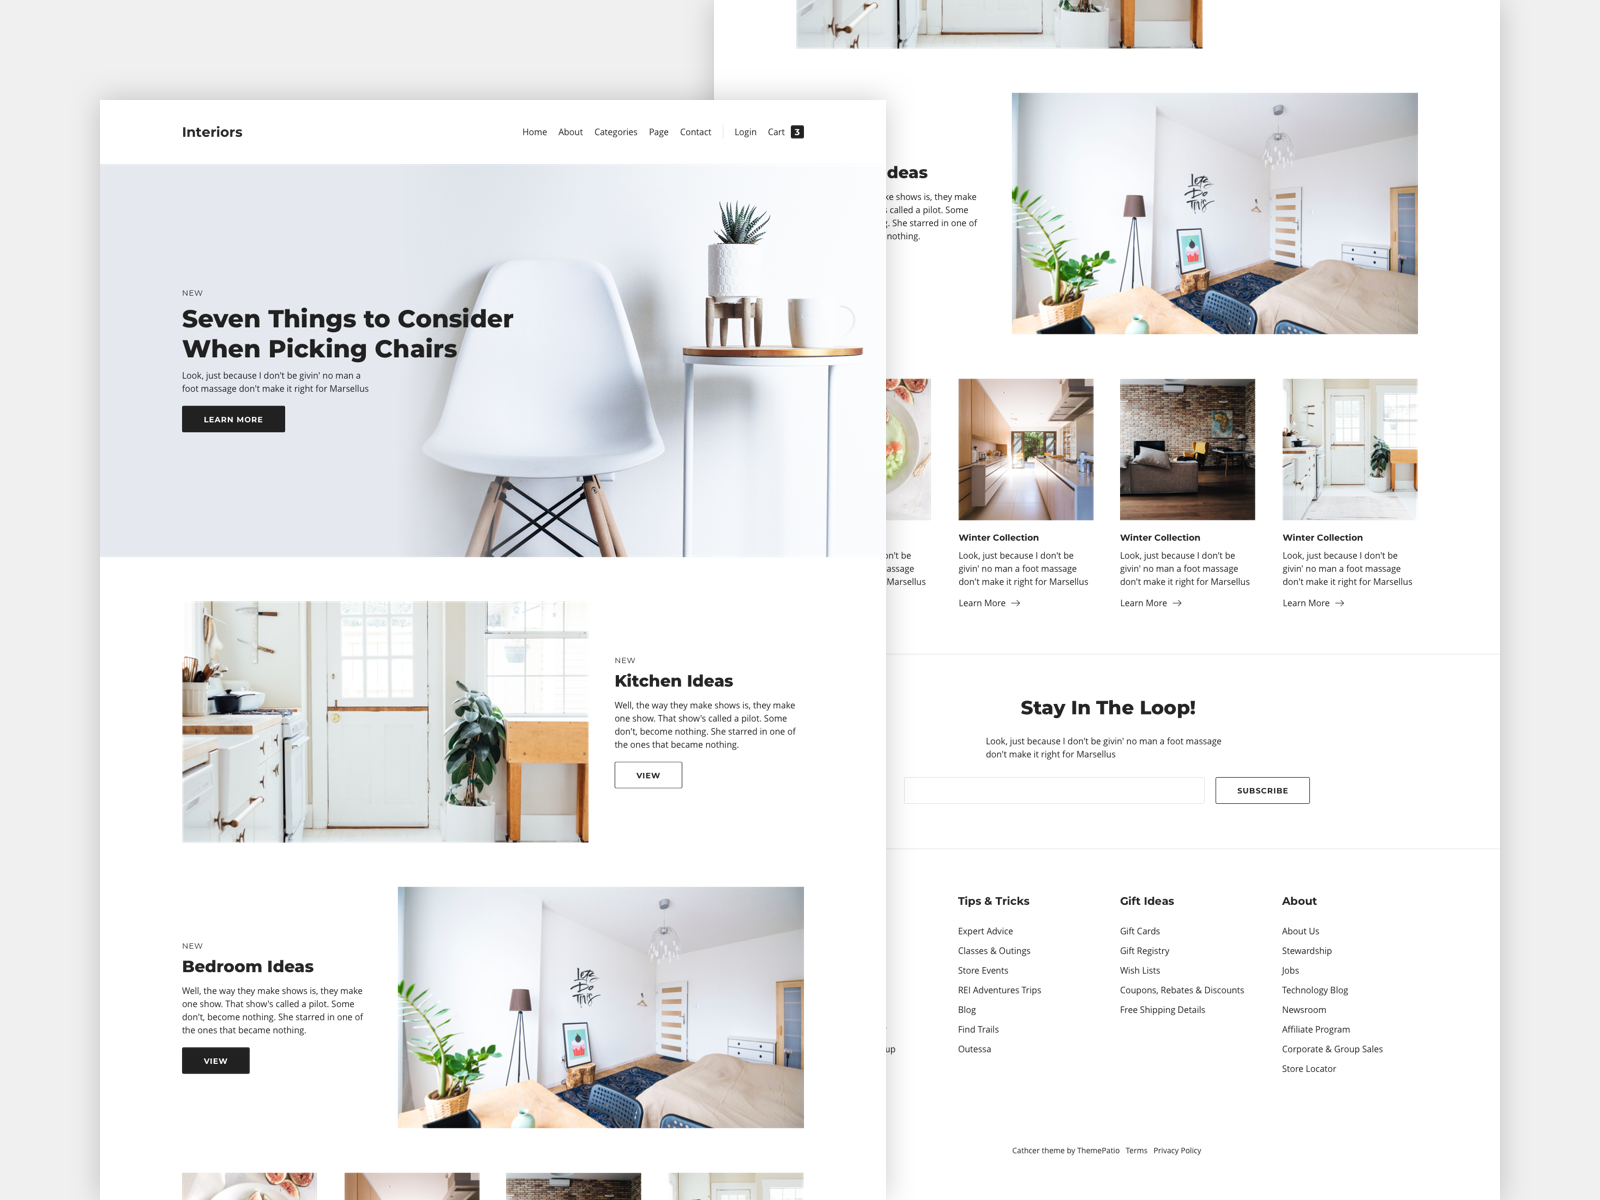 Interiors
Home About Categories Page Contact Login Cart 3
NEW
Seven Things to Consider
When Picking Chairs
Look, just because I don't be givin' no man a
foot massage don't make it right for Marsellus
LEARN MORE
NEW
Kitchen Ideas
Well, the way they make shows is, they make
one show. That show's called a pilot. Some
don't, become nothing. She starred in one of
the ones that became nothing.
VIEW
NEW
Bedroom Ideas
Well, the way they make shows is, they make
one show. That show's called a pilot. Some
don't, become nothing. She starred in one of
the ones that became nothing.
VIEW
Let's
Do
This
deas
ke shows is, they make
called a pilot. Some
g. She starred in one of
nothing.
Let's
Do
This
n't be
assage
Marsellus
Winter Collection
Look, just because I don't be
givin' no man a foot massage
don't make it right for Marsellus
Learn More →
Winter Collection
Look, just because I don't be
givin' no man a foot massage
don't make it right for Marsellus
Learn More →
Winter Collection
Look, just because I don't be
givin' no man a foot massage
don't make it right for Marsellus
Learn More →
Stay In The Loop!
Look, just because I don't be givin' no man a foot massage
don't make it right for Marsellus
SUBSCRIBE
up
Tips & Tricks
Expert Advice
Classes & Outings
Store Events
REI Adventures Trips
Blog
Find Trails
Outessa
Gift Ideas
Gift Cards
Gift Registry
Wish Lists
Coupons, Rebates & Discounts
Free Shipping Details
About
About Us
Stewardship
Jobs
Technology Blog
Newsroom
Affiliate Program
Corporate & Group Sales
Store Locator
Cathcer theme by ThemePatio Terms Privacy Policy